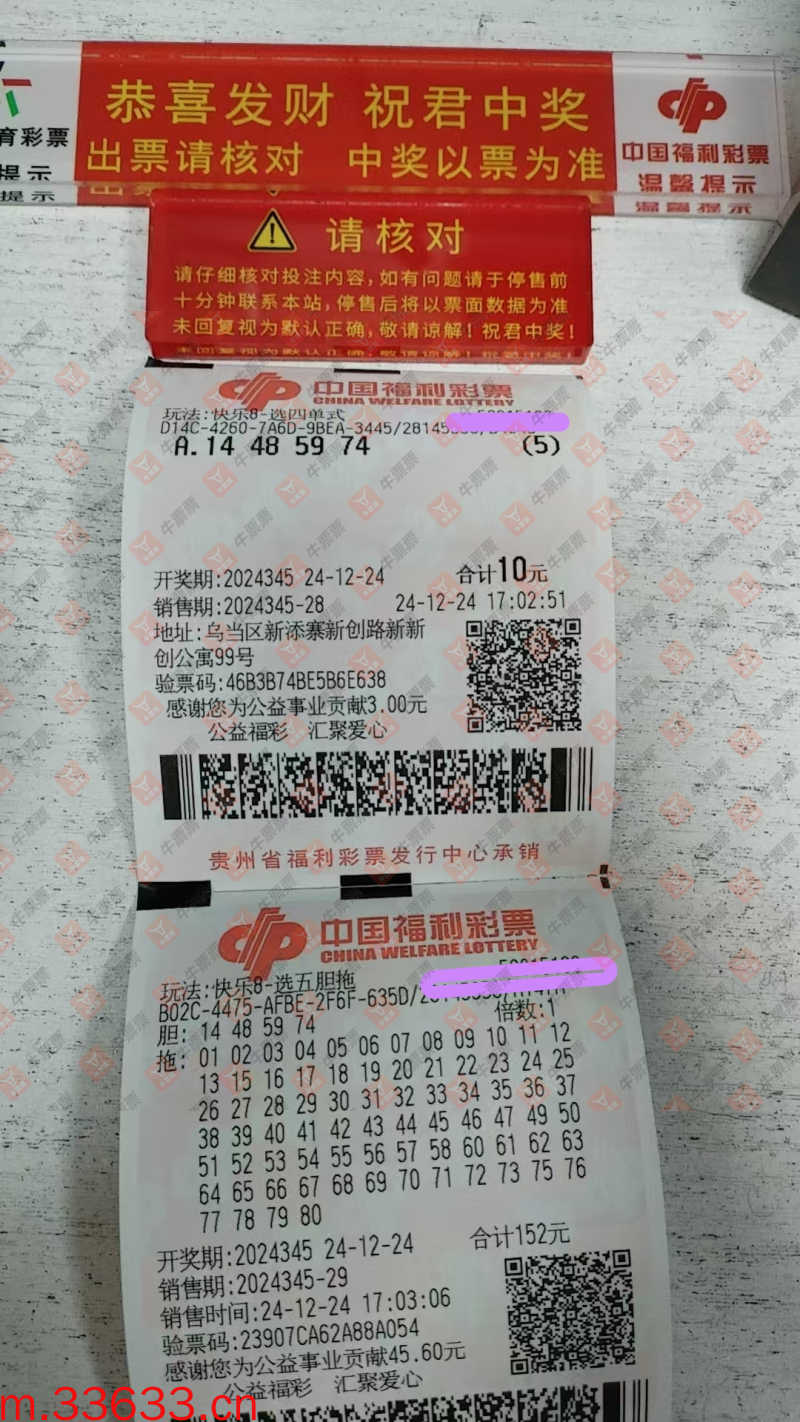 恭喜发财 祝君中奖
出票请核对 中奖以票为准
育彩票
提示
中国福利彩票
温馨提示
请核对
请仔细核对投注内容,如有问题请于停售前
十分钟联系本站,停售后将以票面数据为准
未回复视为默认正确,敬请谅解!祝君中奖!
中国福利彩票
CHINA WELFARE LOTTERY
玩法:快乐8-选四单式
D14C-4260-7A6D-9BEA-3445/28145
A.14 48 59 74 (5)
开奖期:2024345 24-12-24 合计10元
销售期:2024345-28 24-12-24 17:02:51
地址:乌当区新添寨新创路新新
创公寓99号
验票码:46B3B74BE5B6E638
感谢您为公益事业贡献3.00元
公益福彩 汇聚爱心
贵州省福利彩票发行中心承销
中国福利彩票
CHINA WELFARE LOTTERY
玩法:快乐8-选五胆拖
B02C-4475-AFBE-2F6F-635D/
倍数:1
胆: 14 48 59 74
拖: 01 02 03 04 05 06 07 08 09 10 11 12
13 15 16 17 18 19 20 21 22 23 24 25
26 27 28 29 30 31 32 33 34 35 36 37
38 39 40 41 42 43 44 45 46 47 49 50
51 52 53 54 55 56 57 58 60 61 62 63
64 65 66 67 68 69 70 71 72 73 75 76
77 78 79 80
开奖期:2024345 24-12-24 合计152元
销售期:2024345-29
销售时间:24-12-24 17:03:06
验票码:23907CA62A88A054
感谢您为公益事业贡献45.60元
公益福彩 汇聚爱心
牛票票
m.33633.cn